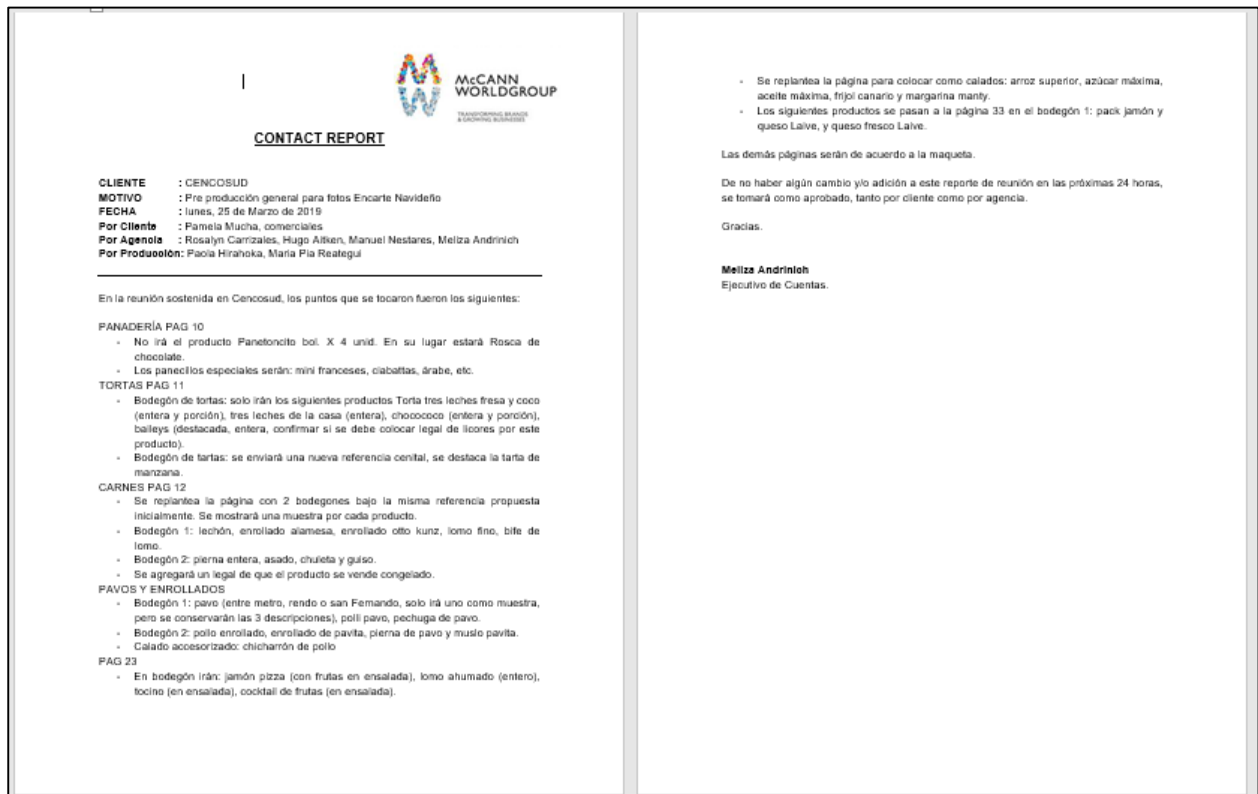 McCANN
WORLDGROUP
TRANSFORMING BRANDS
& GROWING BUSINESSES
CONTACT REPORT
CLIENTE : CENCOSUD
MOTIVO : Pre producción general para fotos Encarte Navideño
FECHA : lunes, 25 de Marzo de 2019
Por Cliente : Pamela Mucha, comerciales
Por Agencia : Rosalyn Carrizales, Hugo Aitken, Manuel Nestares, Meliza Andrinich
Por Producción: Paola Hirahoka, Maria Pia Reategui
En la reunión sostenida en Cencosud, los puntos que se tocaron fueron los siguientes:
PANADERÍA PAG 10
- No irá el producto Panetoncito bol. X 4 unid. En su lugar estará Rosca de
chocolate.
- Los panecillos especiales serán: mini franceses, ciabattas, árabe, etc.
TORTAS PAG 11
- Bodegón de tortas: solo irán los siguientes productos Torta tres leches fresa y coco
(entera y porción), tres leches de la casa (entera), chocococo (entera y porción),
baileys (destacada, entera, confirmar si se debe colocar legal de licores por este
producto).
- Bodegón de tartas: se enviará una nueva referencia cenital, se destaca la tarta de
manzana.
CARNES PAG 12
- Se replantea la página con 2 bodegones bajo la misma referencia propuesta
inicialmente. Se mostrará una muestra por cada producto.
- Bodegón 1: lechón, enrollado alamesa, enrollado otto kunz, lomo fino, bife de
lomo.
- Bodegón 2: pierna entera, asado, chuleta y guiso.
- Se agregará un legal de que el producto se vende congelado.
PAVOS Y ENROLLADOS
- Bodegón 1: pavo (entre metro, rendo o san Fernando, solo irá uno como muestra,
pero se conservarán las 3 descripciones), polli pavo, pechuga de pavo.
- Bodegón 2: pollo enrollado, enrollado de pavita, pierna de pavo y muslo pavita.
- Calado accesorizado: chicharrón de pollo
PAG 23
- En bodegón irán: jamón pizza (con frutas en ensalada), lomo ahumado (entero),
tocino (en ensalada), cocktail de frutas (en ensalada).
- Se replantea la página para colocar como calados: arroz superior, azúcar máxima,
aceite máxima, frijol canario y margarina manty.
- Los siguientes productos se pasan a la página 33 en el bodegón 1: pack jamón y
queso Laive, y queso fresco Laive.
Las demás páginas serán de acuerdo a la maqueta.
De no haber algún cambio y/o adición a este reporte de reunión en las próximas 24 horas,
se tomará como aprobado, tanto por cliente como por agencia.
Gracias.
Meliza Andrinich
Ejecutivo de Cuentas.